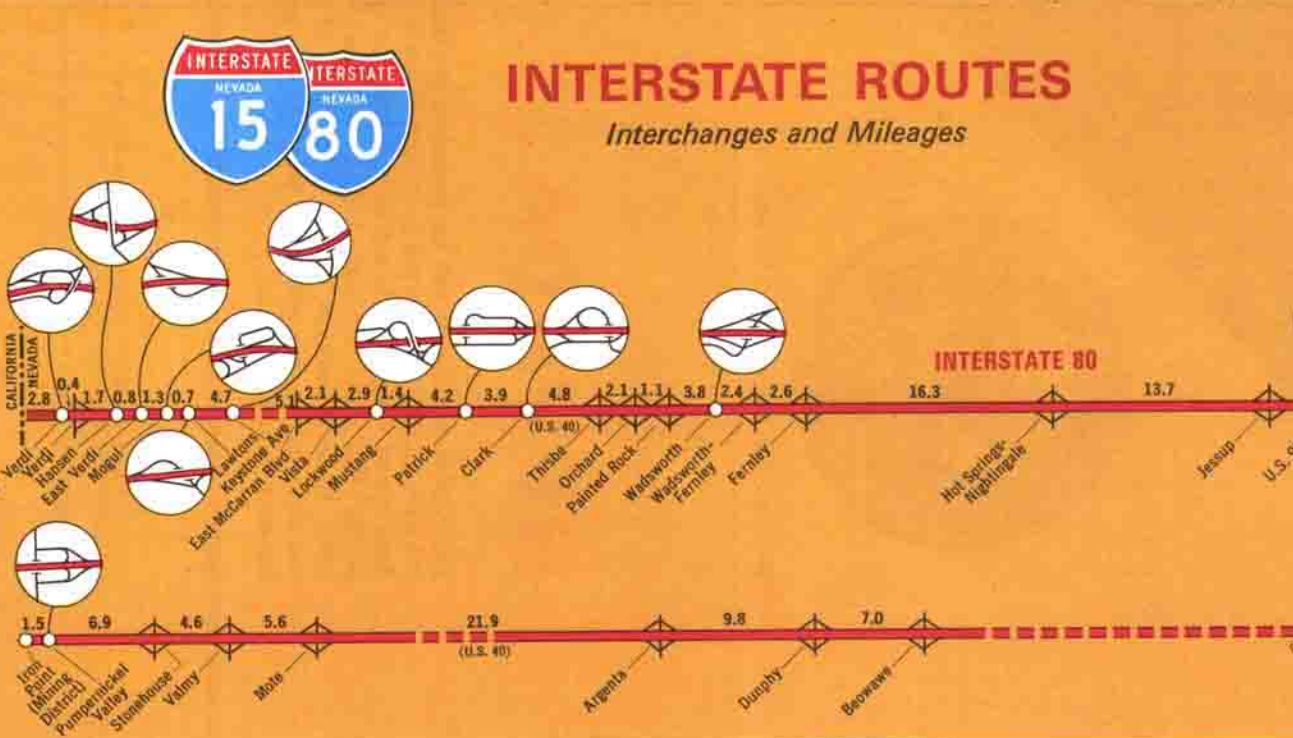 INTERSTATE
NEVADA
15
INTERSTATE
NEVADA
80
INTERSTATE ROUTES
Interchanges and Mileages
INTERSTATE 80
CALIFORNIA
NEVADA
2.8 0.4 1.7 0.8 1.3 0.7 4.7 5.1 2.1 2.9 1.4 4.2 3.9 4.8 2.1 1.1 3.8 2.4 2.6 16.3 13.7
(U.S. 40)
Verdi
Verdi
Hansen
East Verdi
Mogul
Lawtons
Keystone Ave.
East McCarran Blvd
Vista
Lockwood
Mustang
Patrick
Clark
Thisbe
Orchard
Painted Rock
Wadsworth
Wadsworth-
Fernley
Fernley
Hot Springs-
Nightingale
Jessup
U.S.
1.5 6.9 4.6 5.6 21.9 9.8 7.0
(U.S. 40)
Iron
Point
(Mining
District)
Pumpernickel
Valley
Stonehouse
Valmy
Mote
Argenta
Dunphy
Beowawe